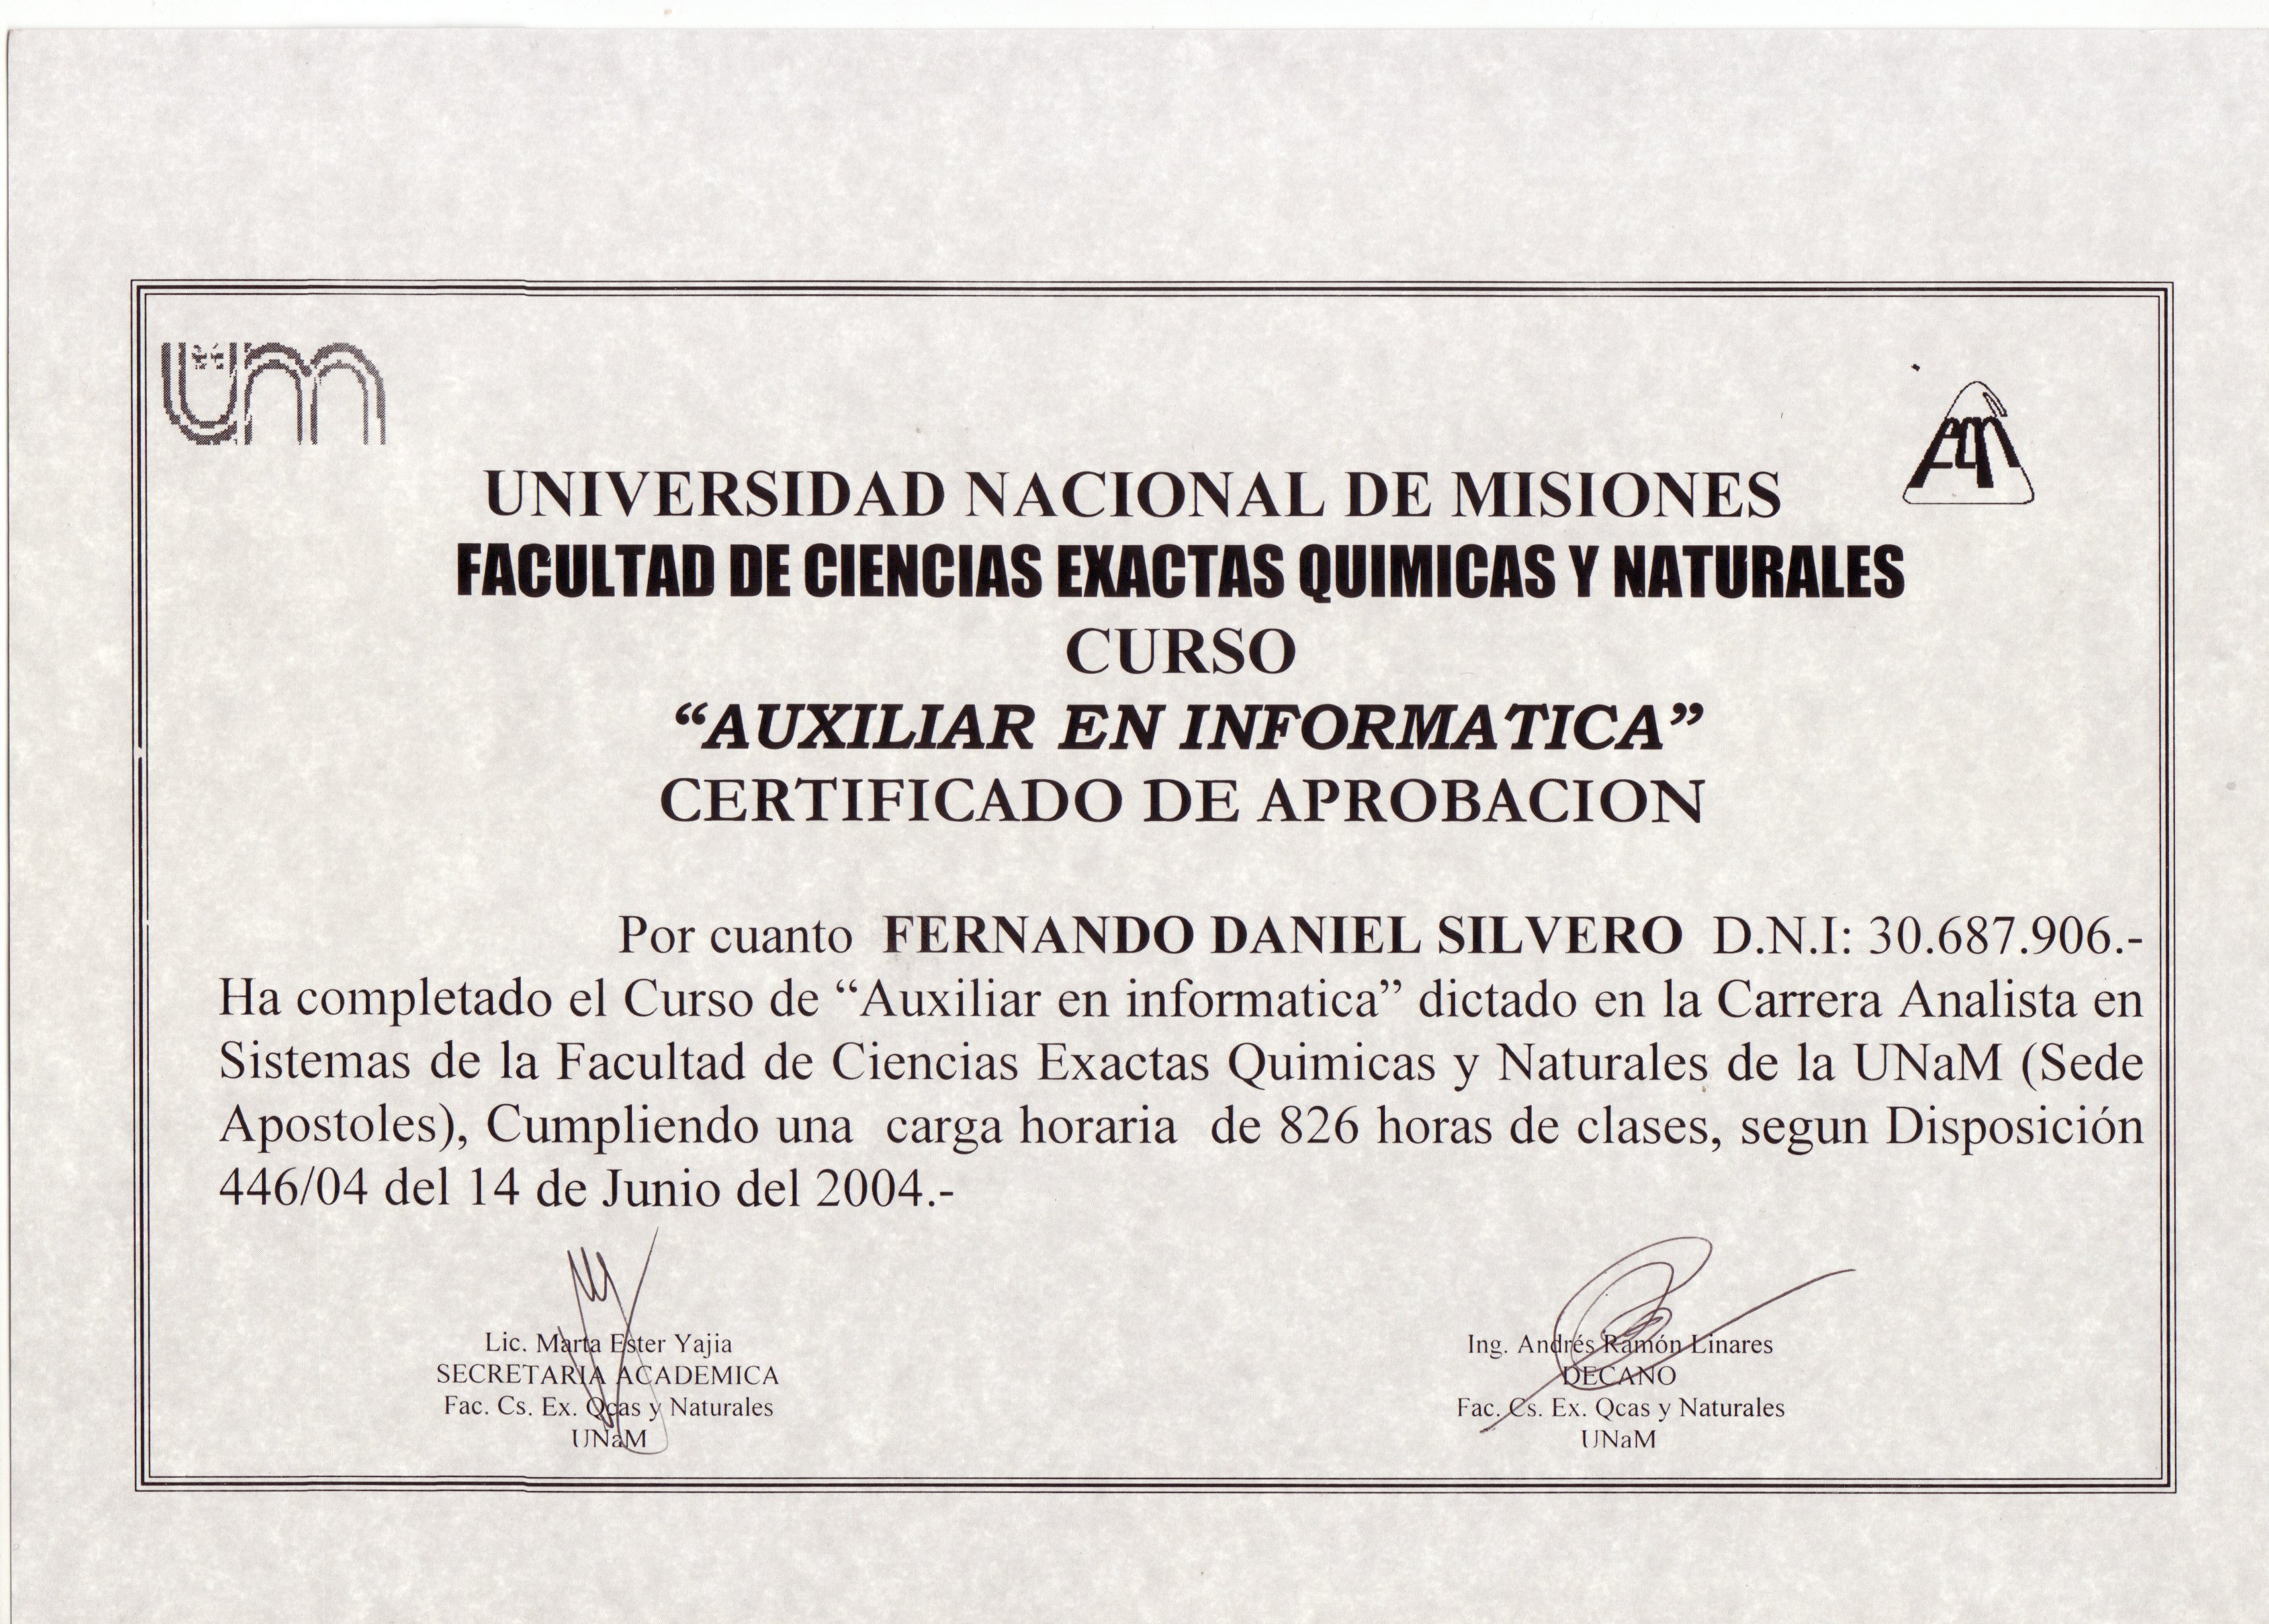 UNIVERSIDAD NACIONAL DE MISIONES
FACULTAD DE CIENCIAS EXACTAS QUIMICAS Y NATURALES
CURSO
“AUXILIAR EN INFORMATICA”
CERTIFICADO DE APROBACION
Por cuanto FERNANDO DANIEL SILVERO D.N.I: 30.687.906.-
Ha completado el Curso de “Auxiliar en informatica” dictado en la Carrera Analista en
Sistemas de la Facultad de Ciencias Exactas Quimicas y Naturales de la UNaM (Sede
Apostoles), Cumpliendo una carga horaria de 826 horas de clases, segun Disposición
446/04 del 14 de Junio del 2004.-
Lic. Marta Ester Yajia
SECRETARIA ACADEMICA
Fac. Cs. Ex. Qcas y Naturales
UNaM
Ing. Andrés Ramón Linares
DECANO
Fac. Cs. Ex. Qcas y Naturales
UNaM